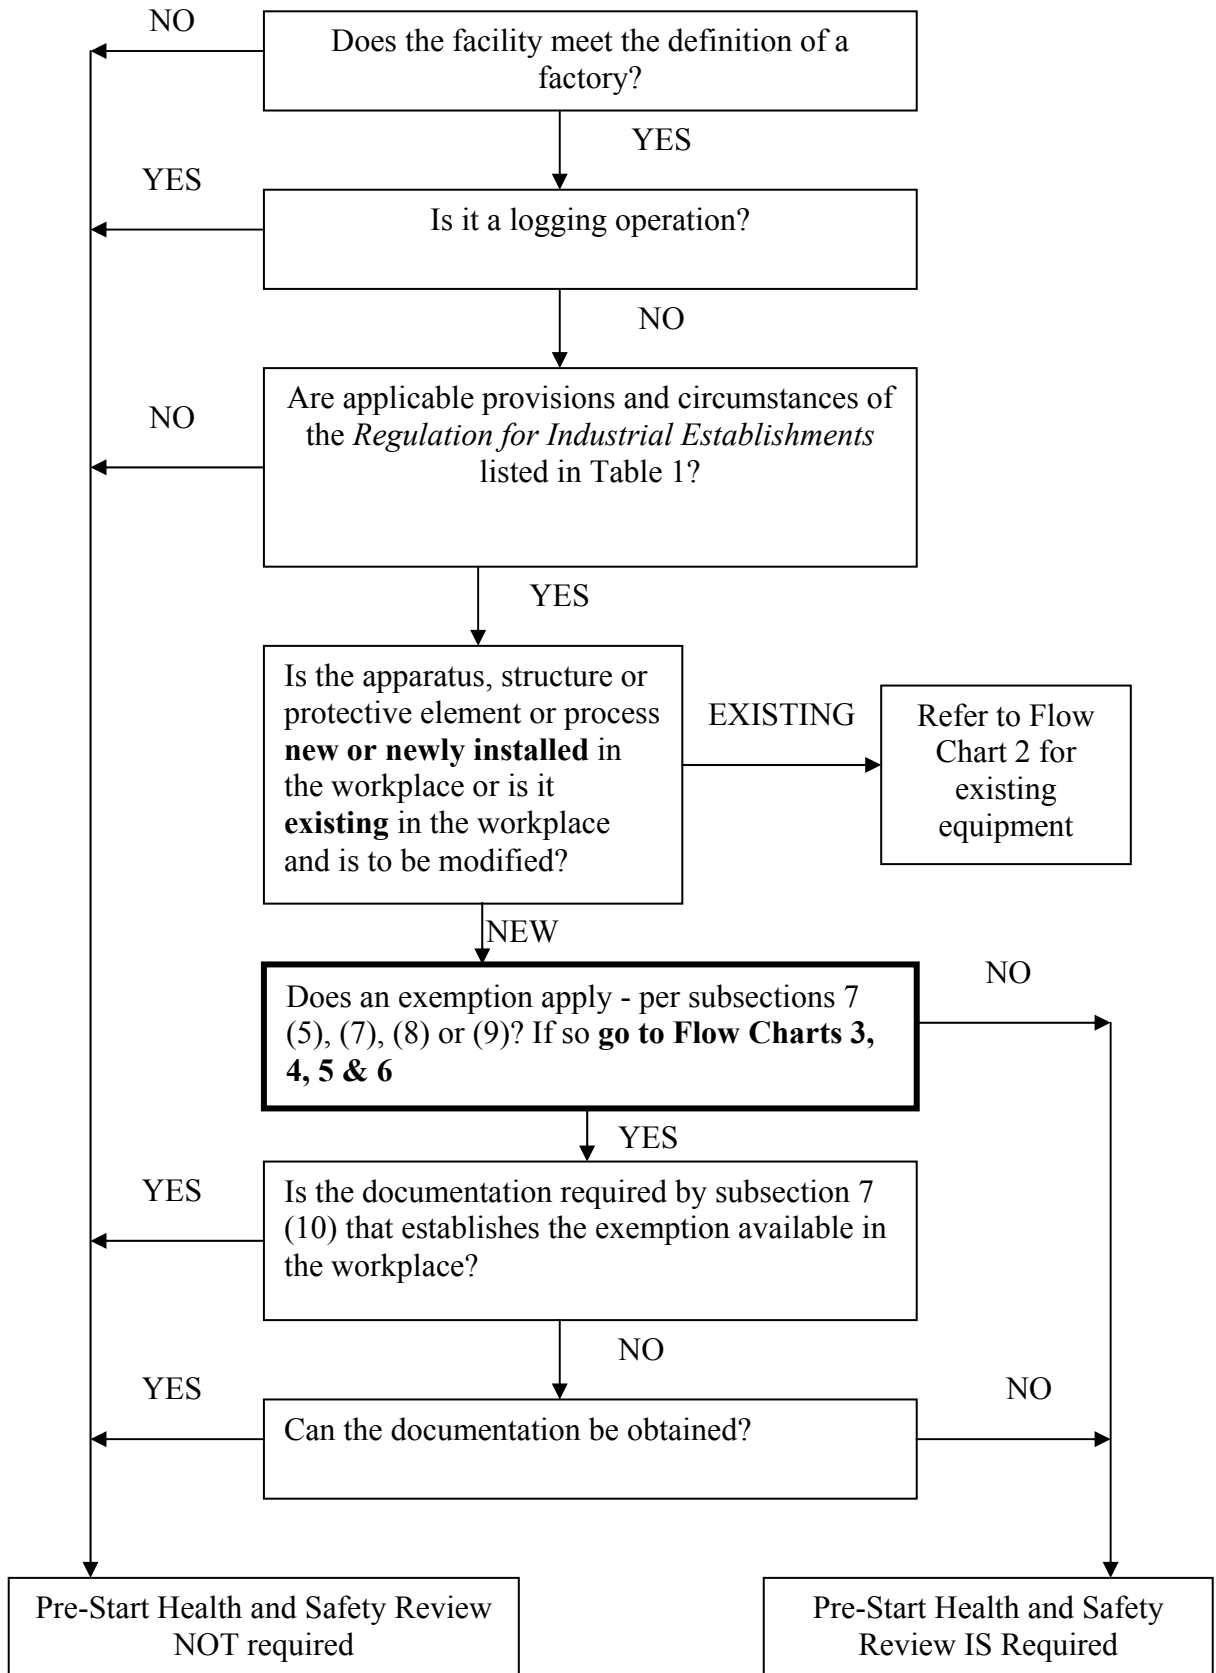 NO
Does the facility meet the definition of a
factory?
YES
YES
Is it a logging operation?
NO
NO
Are applicable provisions and circumstances of
the Regulation for Industrial Establishments
listed in Table 1?
YES
Is the apparatus, structure or
protective element or process
new or newly installed in
the workplace or is it
existing in the workplace
and is to be modified?
EXISTING
Refer to Flow
Chart 2 for
existing
equipment
NEW
Does an exemption apply - per subsections 7
(5), (7), (8) or (9)? If so go to Flow Charts 3,
4, 5 & 6
NO
YES
YES
Is the documentation required by subsection 7
(10) that establishes the exemption available in
the workplace?
NO
YES
Can the documentation be obtained?
NO
Pre-Start Health and Safety Review
NOT required
Pre-Start Health and Safety
Review IS Required